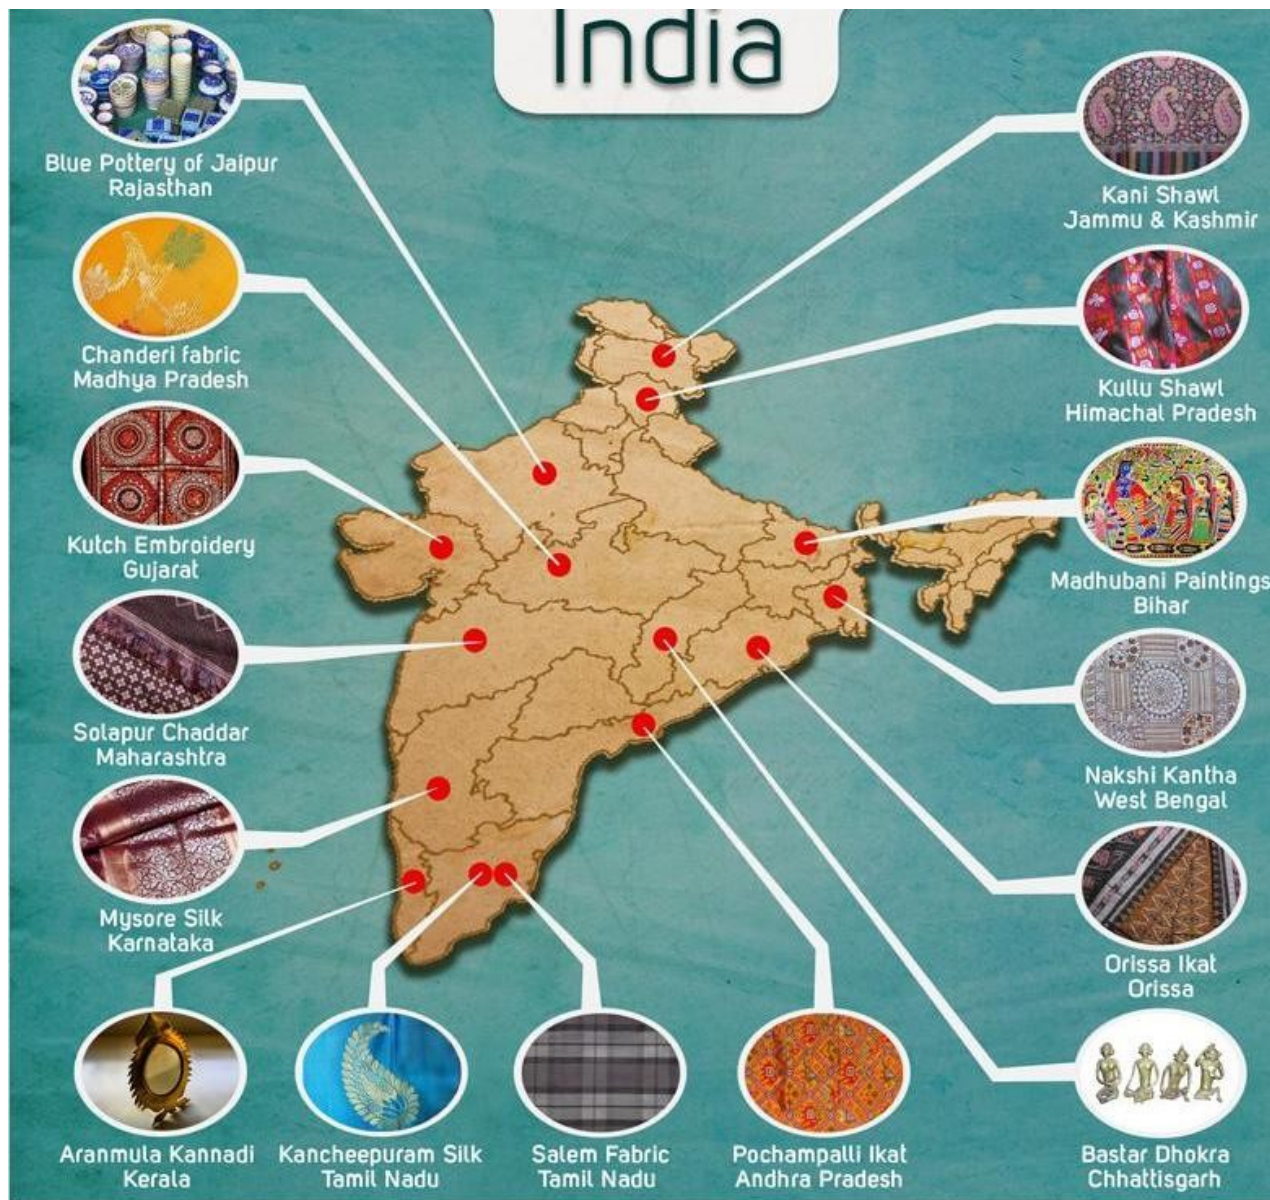 India
Blue Pottery of Jaipur
Rajasthan
Chanderi fabric
Madhya Pradesh
Kutch Embroidery
Gujarat
Solapur Chaddar
Maharashtra
Mysore Silk
Karnataka
Aranmula Kannadi
Kerala
Kancheepuram Silk
Tamil Nadu
Salem Fabric
Tamil Nadu
Pochampalli Ikat
Andhra Pradesh
Kani Shawl
Jammu & Kashmir
Kullu Shawl
Himachal Pradesh
Madhubani Paintings
Bihar
Nakshi Kantha
West Bengal
Orissa Ikat
Orissa
Bastar Dhokra
Chhattisgarh